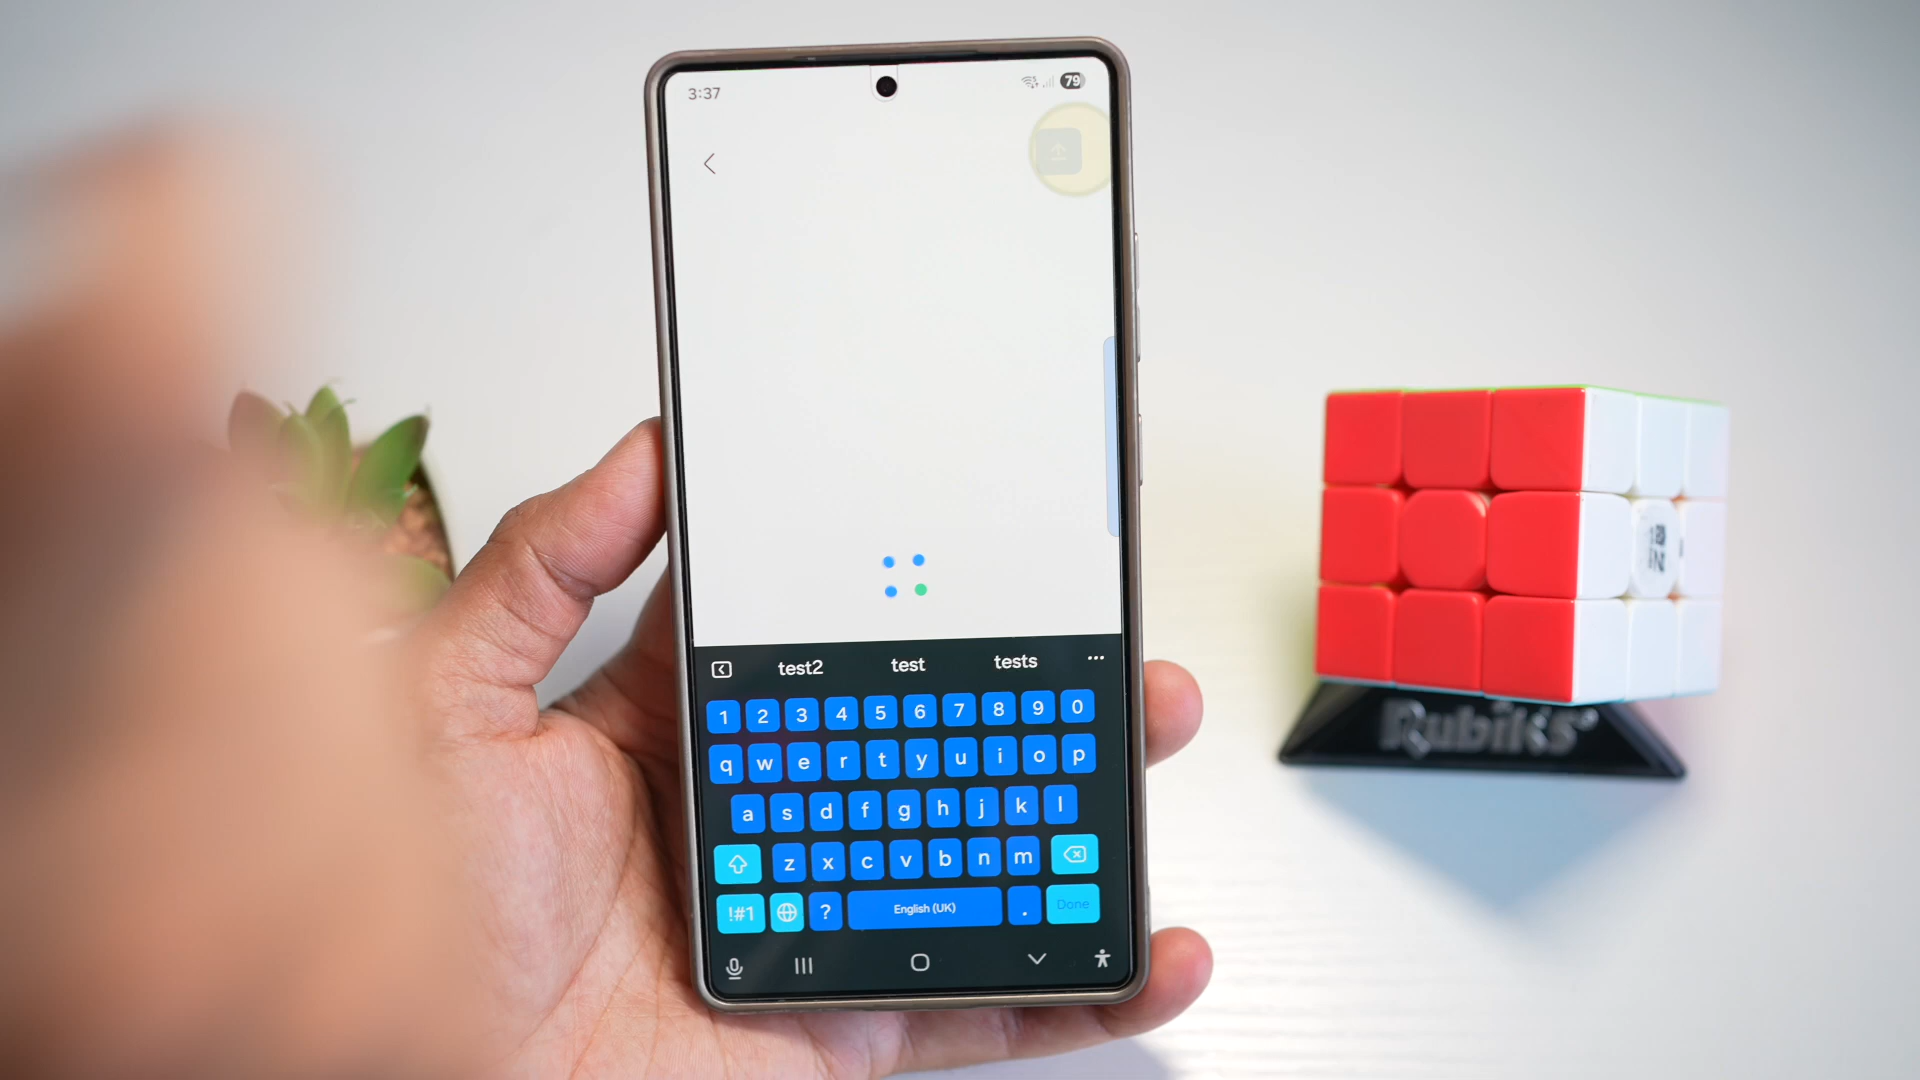 3:37
79
test2 test tests
1 2 3 4 5 6 7 8 9 0
q w e r t y u i o p
a s d f g h j k l
z x c v b n m
!#1 ? English (UK) . Done
Rubik's